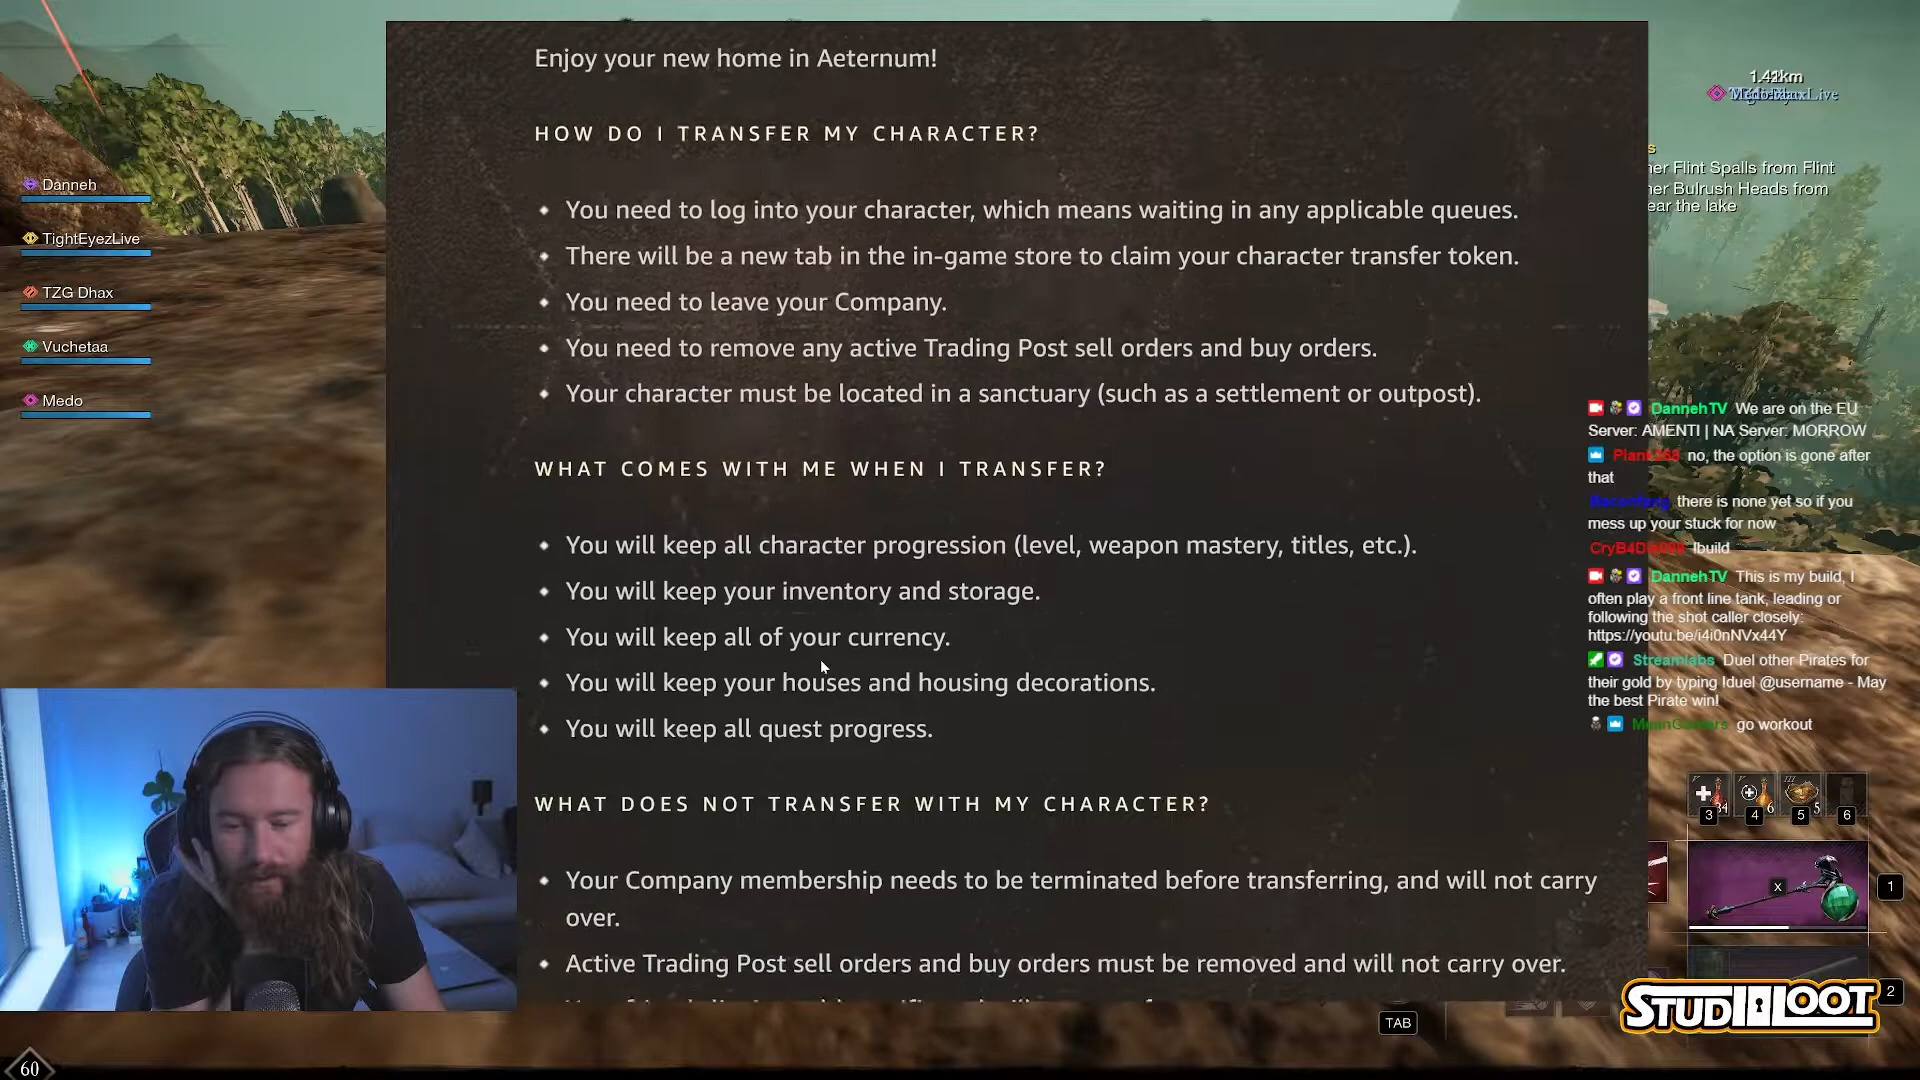 Enjoy your new home in Aeternum!
HOW DO I TRANSFER MY CHARACTER?
You need to log into your character, which means waiting in any applicable queues.
There will be a new tab in the in-game store to claim your character transfer token.
You need to leave your Company.
You need to remove any active Trading Post sell orders and buy orders.
Your character must be located in a sanctuary (such as a settlement or outpost).
WHAT COMES WITH ME WHEN I TRANSFER?
You will keep all character progression (level, weapon mastery, titles, etc.).
You will keep your inventory and storage.
You will keep all of your currency.
You will keep your houses and housing decorations.
You will keep all quest progress.
WHAT DOES NOT TRANSFER WITH MY CHARACTER?
Your Company membership needs to be terminated before transferring, and will not carry
over.
Active Trading Post sell orders and buy orders must be removed and will not carry over.
Danneh
TightEyezLive
TZG Dhax
Vuchetaa
Medo
Flint Spalls from Flint
Bulrush Heads from
the lake
DannehTV We are on the EU
Server: AMENTI | NA Server: MORROW
no, the option is gone after
that
there is none yet so if you
mess up your stuck for now
!build
DannehTV This is my build, I
often play a front line tank, leading or
following the shot caller closely:
https://youtu.be/i4i0nNVx44Y
Streamlabs Duel other Pirates for
their gold by typing !duel @username - May
the best Pirate win!
go workout
34 6 5
3 4 5 6
X
1
STUDIOLOOT
2
TAB
60